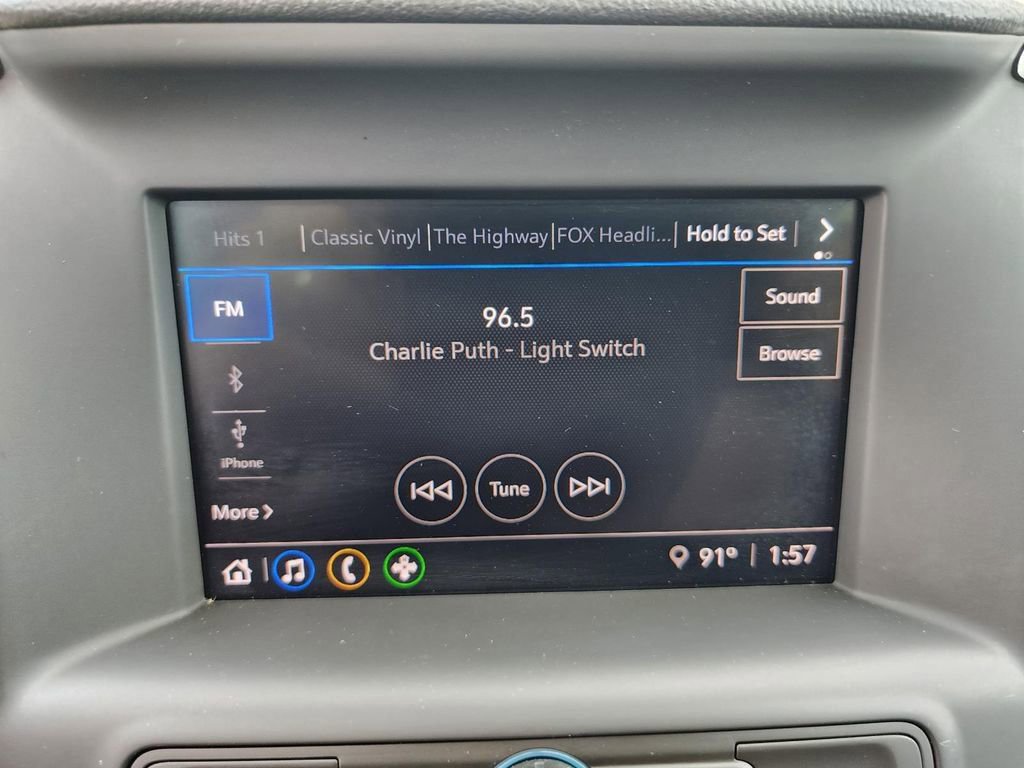 Hits 1 Classic Vinyl The Highway FOX Headli... Hold to Set
FM
96.5
Charlie Puth - Light Switch
Sound
Browse
iPhone
More
Tune
91° 1:57